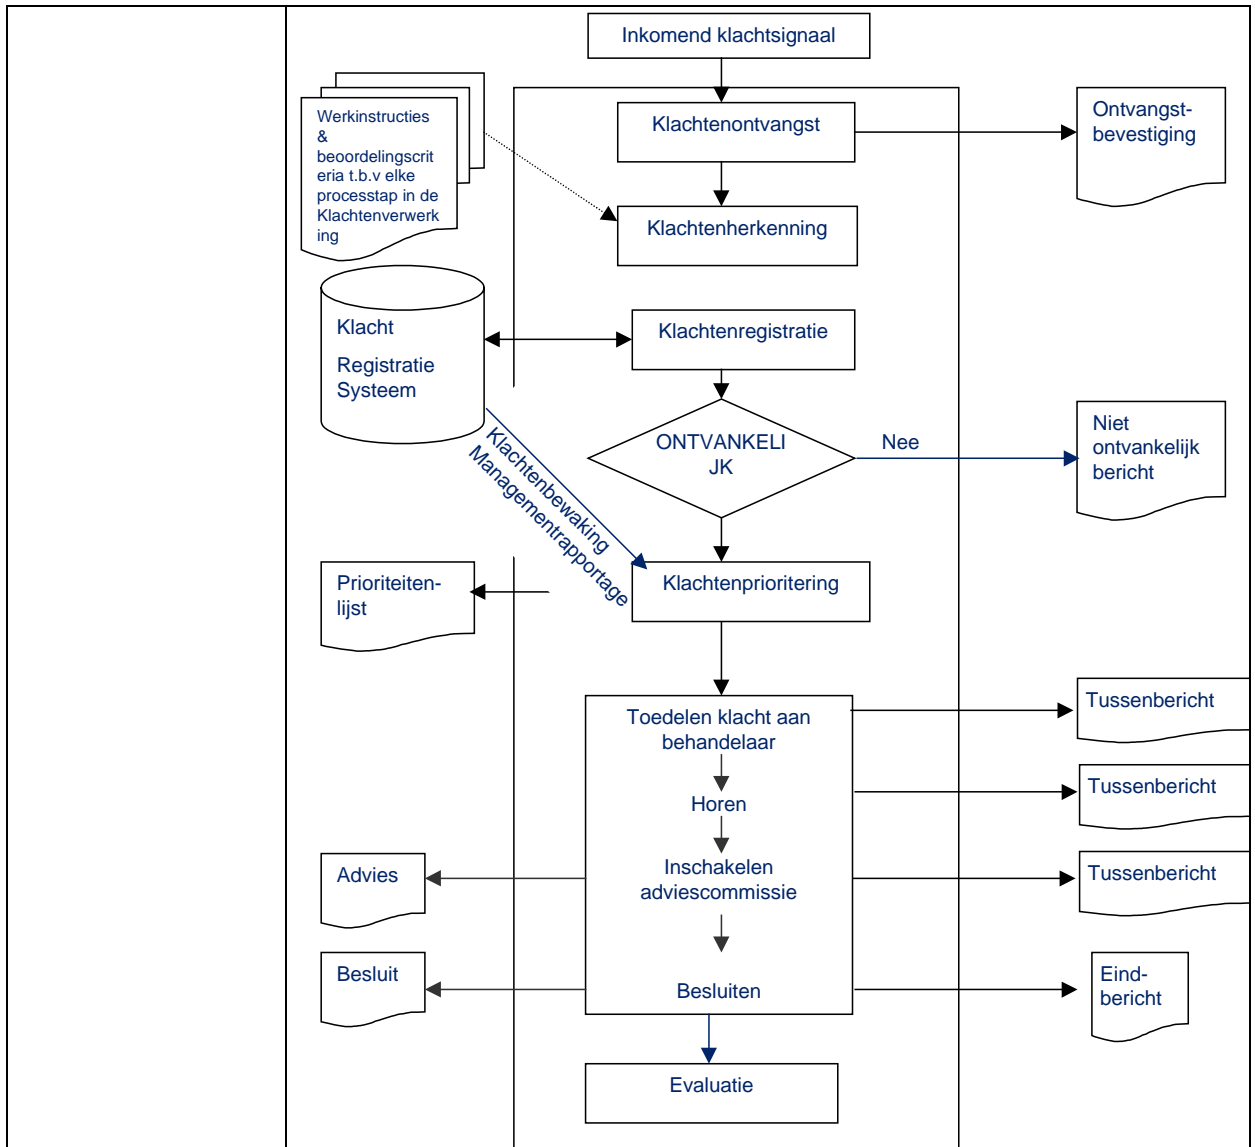 Inkomend klachtsignaal
Werkinstructies
&
beoordelingscrit
eria t.b.v elke
processtap in de
Klachtenverwerk
ing
Klachtenontvangst
Ontvangst-
bevestiging
Klachtenherkenning
Klacht
Registratie
Systeem
Klachtenregistratie
ONTVANKELI
JK
Nee
Niet
ontvankelijk
bericht
Klachtenbewaking
Managementrapportage
Prioriteiten-
lijst
Klachtenprioritering
Toedelen klacht aan
behandelaar
Tussenbericht
Horen
Tussenbericht
Advies
Inschakelen
adviescommissie
Tussenbericht
Besluit
Besluiten
Eind-
bericht
Evaluatie